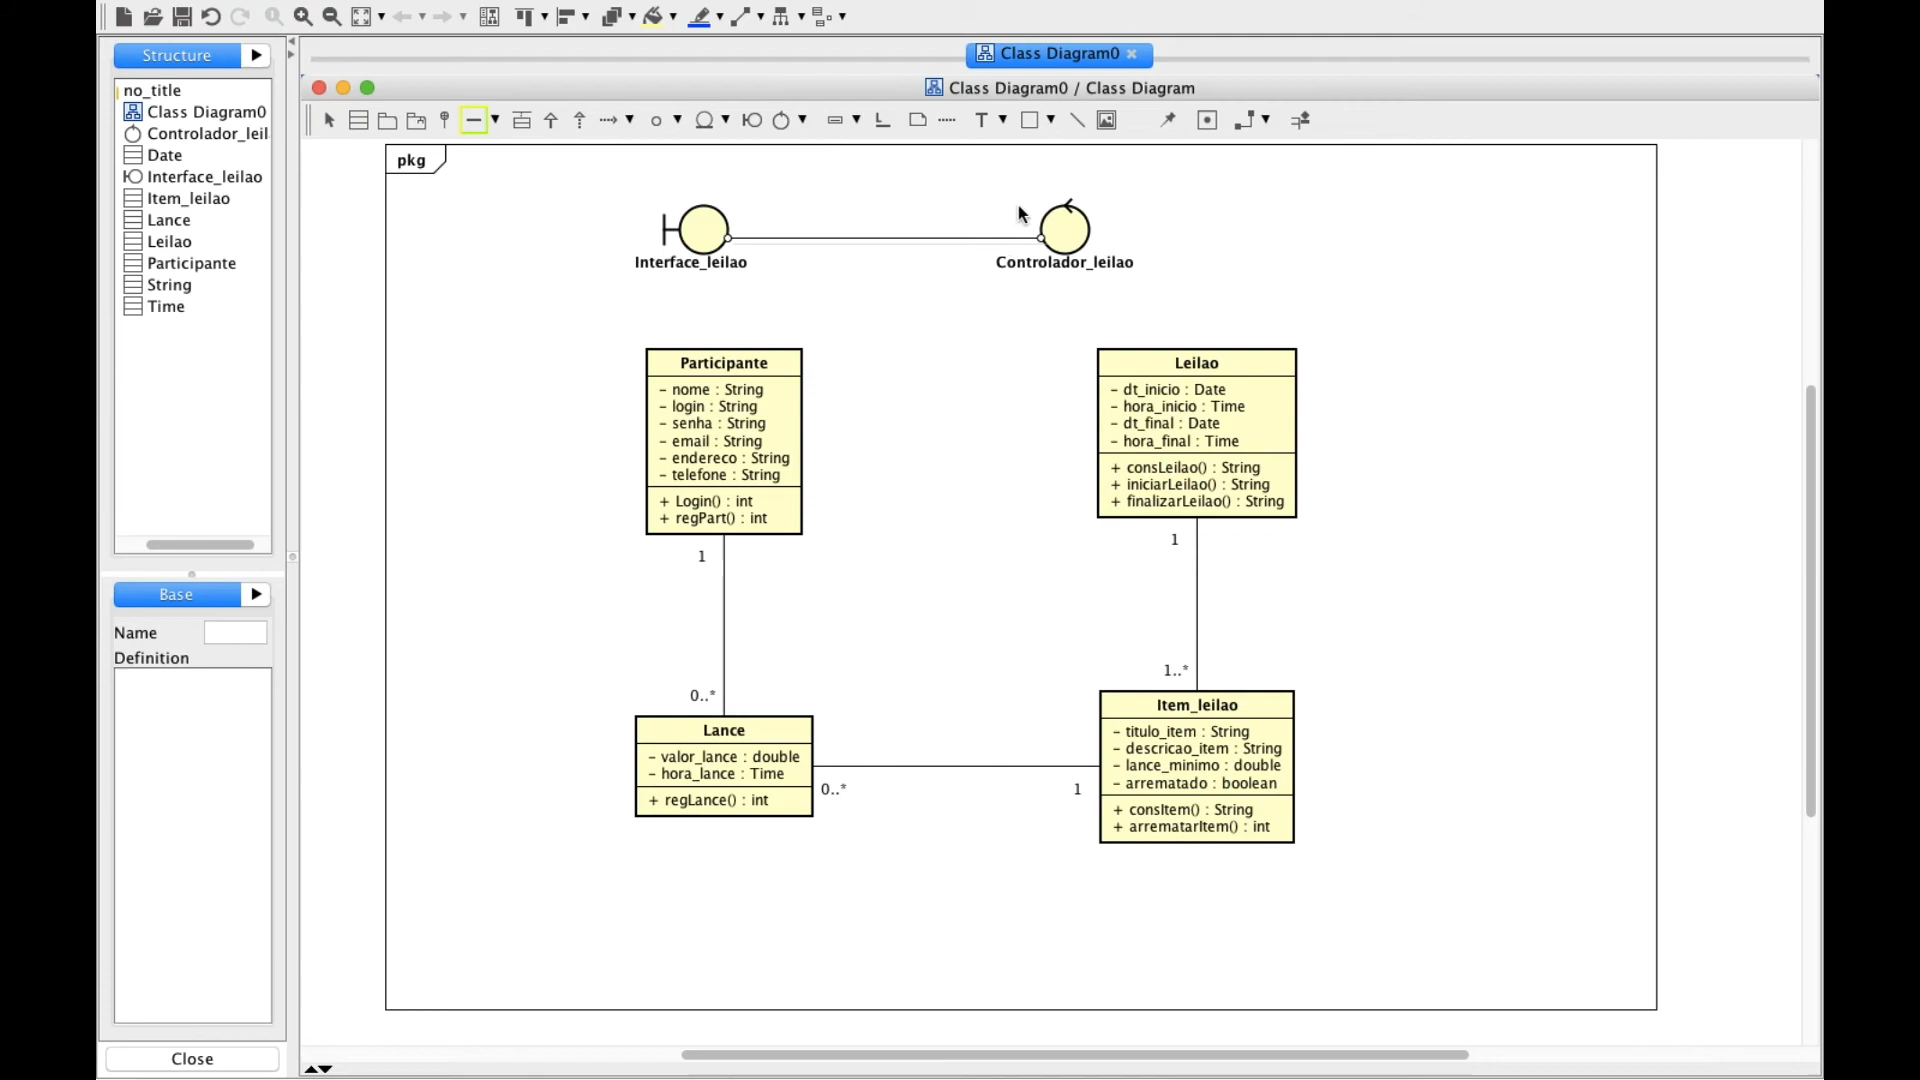 Structure
no_title
Class Diagram0
Controlador_leil
Date
Interface_leilao
Item_leilao
Lance
Leilao
Participante
String
Time
Base
Name
Definition
Close
Class Diagram0
Class Diagram0 / Class Diagram
T
pkg
Interface_leilao
Controlador_leilao
Participante
- nome : String
- login : String
- senha : String
- email : String
- endereco : String
- telefone : String
+ Login() : int
+ regPart() : int
Leilao
- dt_inicio : Date
- hora_inicio : Time
- dt_final : Date
- hora_final : Time
+ consLeilao() : String
+ iniciarLeilao() : String
+ finalizarLeilao() : String
1
1
0..*
1..*
Lance
- valor_lance : double
- hora_lance : Time
+ regLance() : int
0..*
1
Item_leilao
- titulo_item : String
- descricao_item : String
- lance_minimo : double
- arrematado : boolean
+ consItem() : String
+ arrematarItem() : int